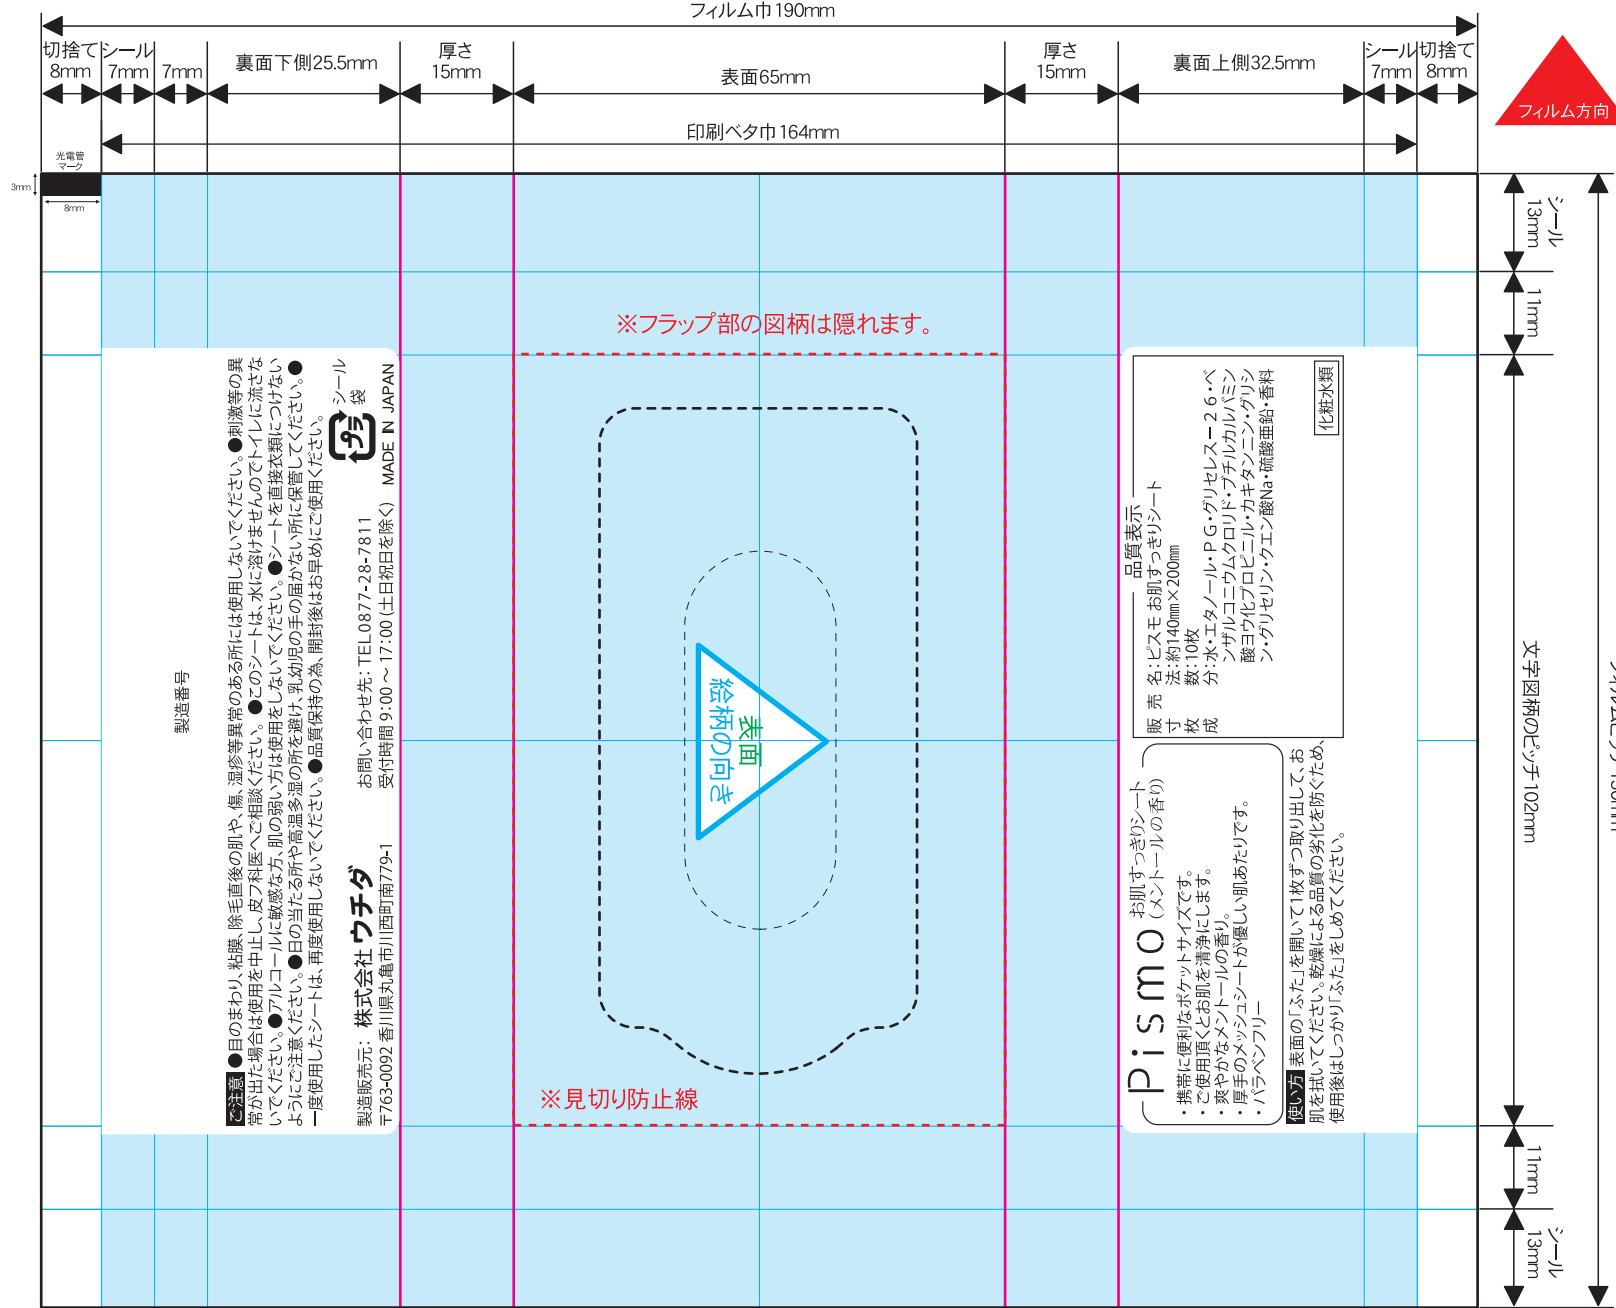 フィルム巾190mm
切捨て
8mm
シール
7mm
7mm
裏面下側25.5mm
厚さ
15mm
表面65mm
厚さ
15mm
裏面上側32.5mm
シール
7mm
切捨て
8mm
フィルム方向
印刷ベタ巾164mm
光電管
マーク
3mm
8mm
シール
13mm
11mm
文字図柄のピッチ102mm
11mm
シール
13mm
※フラップ部の図柄は隠れます。
※見切り防止線
表面
絵柄の向き
製造番号
ご注意 ●目のまわり、粘膜、除毛直後の肌や、傷、湿疹等異常のある所には使用しないでください。●刺激等の異
常が出た場合は使用を中止し、皮フ科医へご相談ください。●このシートは、水に溶けませんのでトイレに流さな
いでください。●アルコールに敏感な方、肌の弱い方は使用をしないでください。●シートを直接衣類につけない
ようにご注意ください。●日の当たる所や高温多湿の所を避け、乳幼児の手の届かない所に保管してください。●
一度使用したシートは、再度使用しないでください。●品質保持の為、開封後はお早めにご使用ください。
プラ
シール
袋
製造販売元: 株式会社 ウチダ
〒763-0092 香川県丸亀市川西町南779-1
お問い合わせ先:TEL0877-28-7811
受付時間 9:00～17:00(土日祝日を除く)
MADE IN JAPAN
Pismo
お肌すっきりシート
(メントールの香り)
・携帯に便利なポケットサイズです。
・ご使用頂くとお肌を清浄にします。
・爽やかなメントールの香り。
・厚手のメッシュシートが優しい肌あたりです。
・パラベンフリー
使い方 表面の「ふた」を開いて1枚ずつ取り出して、お
肌を拭いてください。乾燥による品質の劣化を防ぐため、
使用後はしっかり「ふた」をしめてください。
品質表示
販売名:ピスモ お肌すっきりシート
寸法:約140mm×200mm
枚数:10枚
成分:水・エタノール・PG・グリセレス－26・ベ
ンザルコニウムクロリド・ブチルカルバミン
酸ヨウ化プロピニル・カキタンニン・グリシ
ン・グリセリン・クエン酸Na・硫酸亜鉛・香料
化粧水類